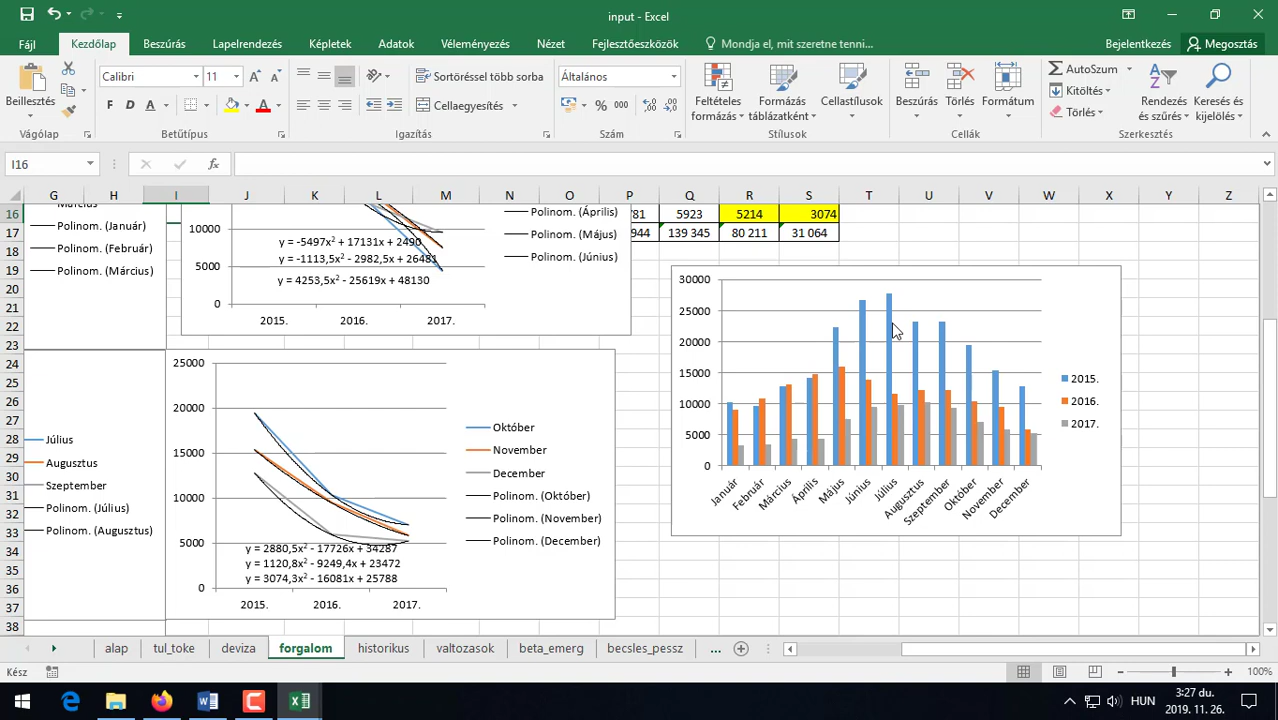 input - Excel
Fájl Kezdőlap Beszúrás Lapelrendezés Képletek Adatok Véleményezés Nézet Fejlesztőeszközök Mondja el, mit szeretne tenni... Bejelentkezés Megosztás
Beillesztés
Calibri 11
Sortöréssel több sorba
Általános
F D A
Cellaegyesítés
% 000
Feltételes formázás
Formázás táblázatként
Cellastílusok
Beszúrás Törlés Formátum
AutoSzum
Kitöltés
Törlés
Rendezés és szűrés
Keresés és kijelölés
Vágólap Betűtípus Igazítás Szám Stílusok Cellák Szerkesztés
I16 fx
G H I J K L M N O P Q R S T U V W X Y Z
16 781 5923 5214 3074
17 944 139 345 80 211 31 064
18
19
20
21
22
23
24
25
26
27
28
29
30
31
32
33
34
35
36
37
38
Március
Polinom. (Január)
Polinom. (Február)
Polinom. (Március)
10000
5000
0
y = -5497x² + 17131x + 2490
y = -1113,5x² - 2982,5x + 26481
y = 4253,5x² - 25619x + 48130
2015. 2016. 2017.
Polinom. (Április)
Polinom. (Május)
Polinom. (Június)
Július
Augusztus
Szeptember
Polinom. (Július)
Polinom. (Augusztus)
25000
20000
15000
10000
5000
0
y = 2880,5x² - 17726x + 34287
y = 1120,8x² - 9249,4x + 23472
y = 3074,3x² - 16081x + 25788
2015. 2016. 2017.
Október
November
December
Polinom. (Október)
Polinom. (November)
Polinom. (December)
30000
25000
20000
15000
10000
5000
0
Január Február Március Április Május Június Július Augusztus Szeptember Október November December
2015.
2016.
2017.
alap tul_toke deviza forgalom historikus valtozasok beta_emerg becsles_pessz ...
Kész 100%
HUN 3:27 du.
2019. 11. 26.